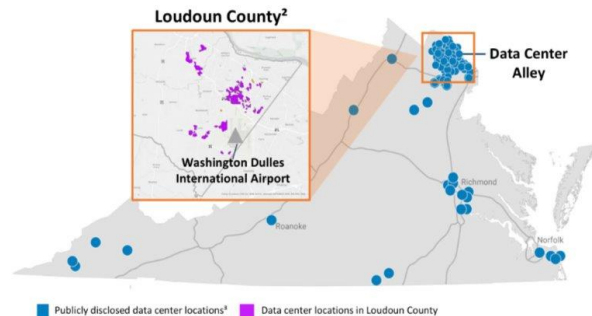 Loudoun County²
Data Center
Alley
Washington Dulles
International Airport
Richmond
Roanoke
Norfolk
Publicly disclosed data center locations³
Data center locations in Loudoun County